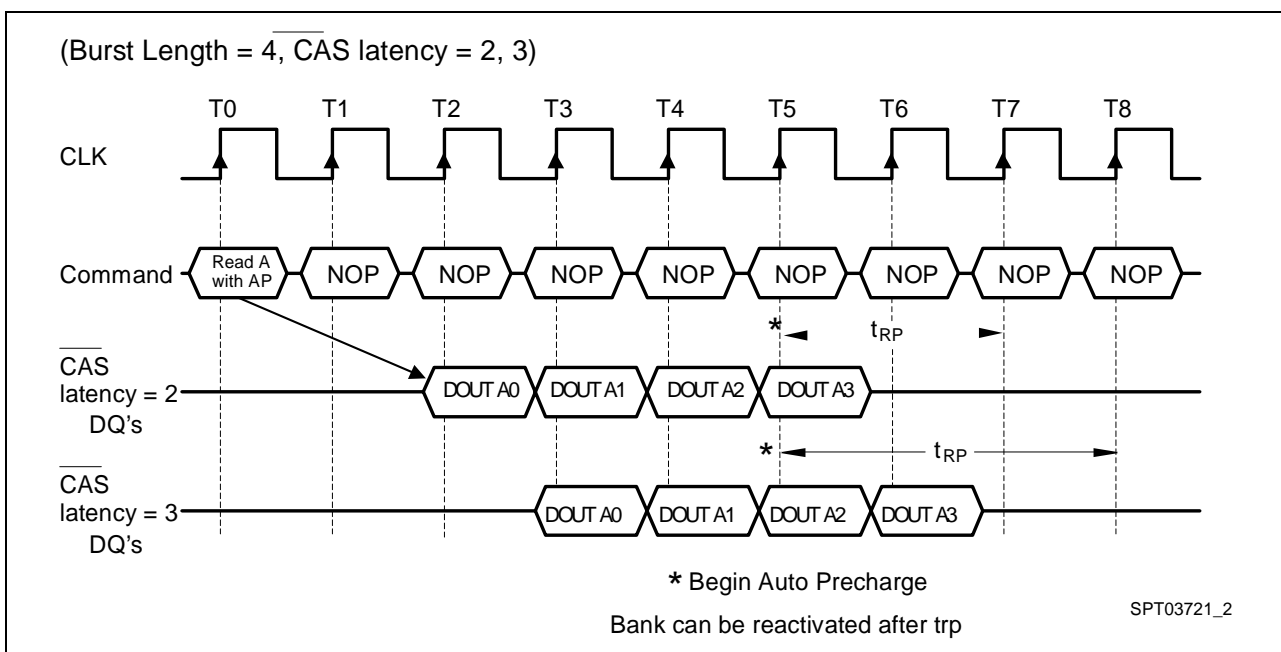 (Burst Length = 4, CAS latency = 2, 3)
T0 T1 T2 T3 T4 T5 T6 T7 T8
CLK
Command
Read A
with AP
NOP NOP NOP NOP NOP NOP NOP NOP
* tRP
CAS
latency = 2
DQ's
DOUT A0 DOUT A1 DOUT A2 DOUT A3
* tRP
CAS
latency = 3
DQ's
DOUT A0 DOUT A1 DOUT A2 DOUT A3
* Begin Auto Precharge
Bank can be reactivated after trp
SPT03721_2